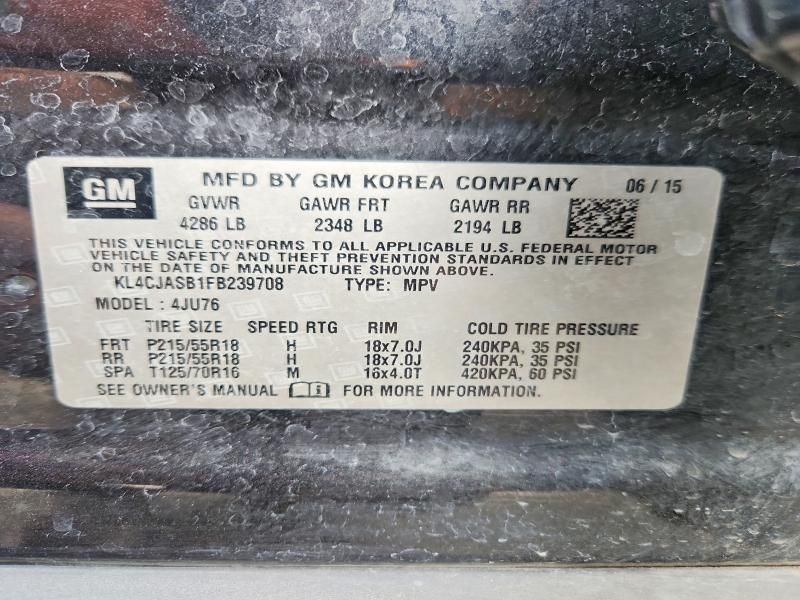 GM MFD BY GM KOREA COMPANY 06 / 15
GVWR GAWR FRT GAWR RR
4286 LB 2348 LB 2194 LB
THIS VEHICLE CONFORMS TO ALL APPLICABLE U.S. FEDERAL MOTOR
VEHICLE SAFETY AND THEFT PREVENTION STANDARDS IN EFFECT
ON THE DATE OF MANUFACTURE SHOWN ABOVE.
KL4CJASB1FB239708 TYPE: MPV
MODEL : 4JU76
TIRE SIZE SPEED RTG RIM COLD TIRE PRESSURE
FRT P215/55R18 H 18x7.0J 240KPA, 35 PSI
RR P215/55R18 H 18x7.0J 240KPA, 35 PSI
SPA T125/70R16 M 16x4.0T 420KPA, 60 PSI
SEE OWNER'S MANUAL FOR MORE INFORMATION.